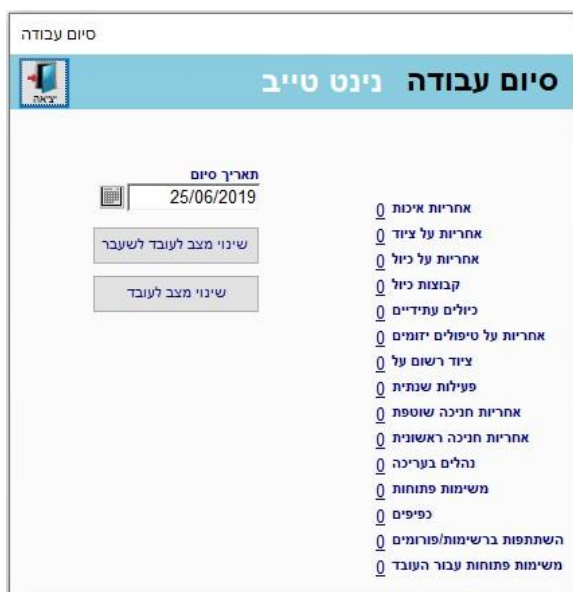 סיום עבודה
סיום עבודה נינט טייב
יציאה
תאריך סיום
25/06/2019
שינוי מצב לעובד לשעבר
שינוי מצב לעובד
אחריות איכות 0
אחריות על ציוד 0
אחריות על כיול 0
קבוצות כיול 0
כיולים עתידיים 0
אחריות על טיפולים יזומים 0
ציוד רשום על 0
פעילות שנתית 0
אחריות חניכה שוטפת 0
אחריות חניכה ראשונית 0
נהלים בעריכה 0
משימות פתוחות 0
כפיפים 0
השתתפות ברשימות/פורומים 0
משימות פתוחות עבור העובד 0